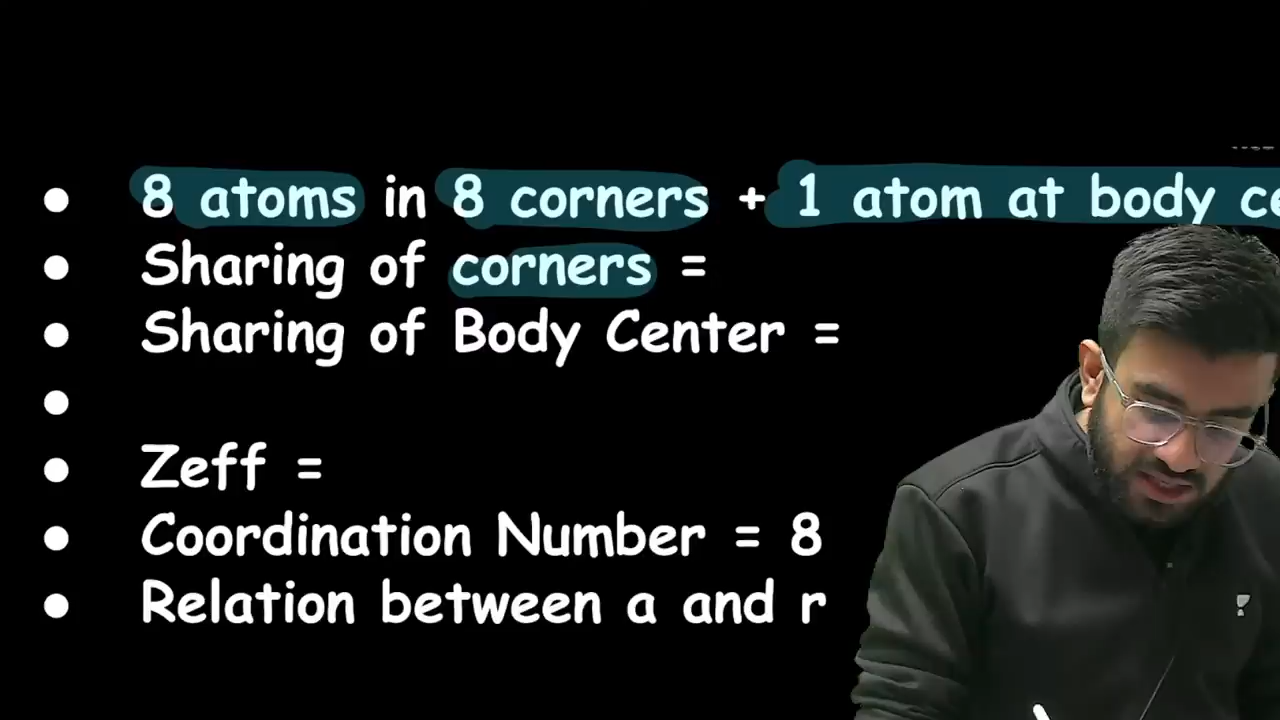 ● 8 atoms in 8 corners + 1 atom at body ce
● Sharing of corners =
● Sharing of Body Center =
●
● Zeff =
● Coordination Number = 8
● Relation between a and r